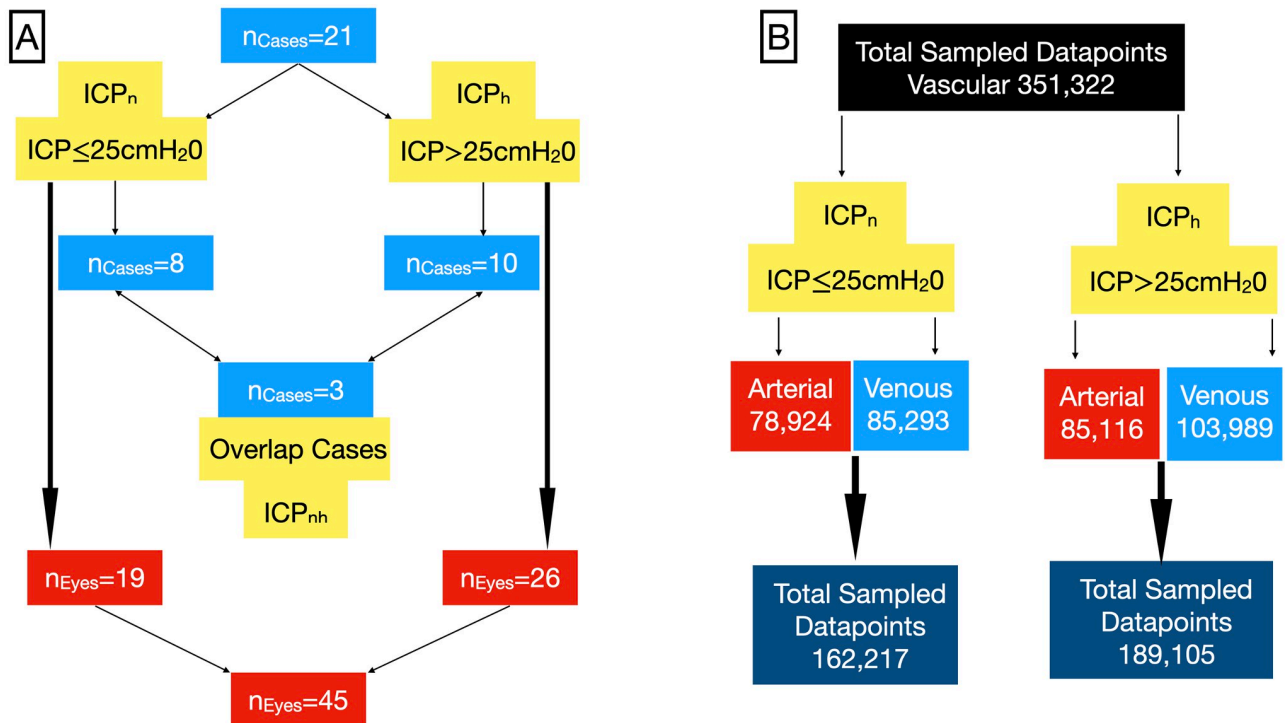 A
nCases=21
ICPn
ICP≤25cmH₂0
ICPh
ICP>25cmH₂0
nCases=8
nCases=10
nCases=3
Overlap Cases
ICPnh
nEyes=19
nEyes=26
nEyes=45
B
Total Sampled Datapoints
Vascular 351,322
ICPn
ICP≤25cmH₂0
ICPh
ICP>25cmH₂0
Arterial
78,924
Venous
85,293
Arterial
85,116
Venous
103,989
Total Sampled
Datapoints
162,217
Total Sampled
Datapoints
189,105